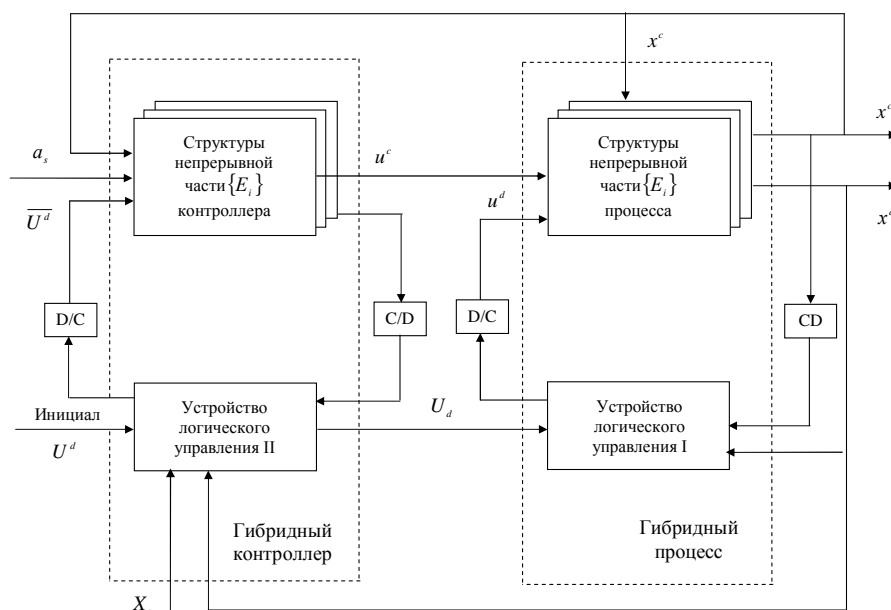 x^c
Структуры
непрерывной
части {E_i}
контроллера
Структуры
непрерывной
части {E_i}
процесса
x^c
a_s
u^c
u^d
\overline{U^d}
D/C
C/D
D/C
CD
Инициал
U^d
Устройство
логического
управления II
U_d
Устройство
логического
управления I
Гибридный
контроллер
Гибридный
процесс
X